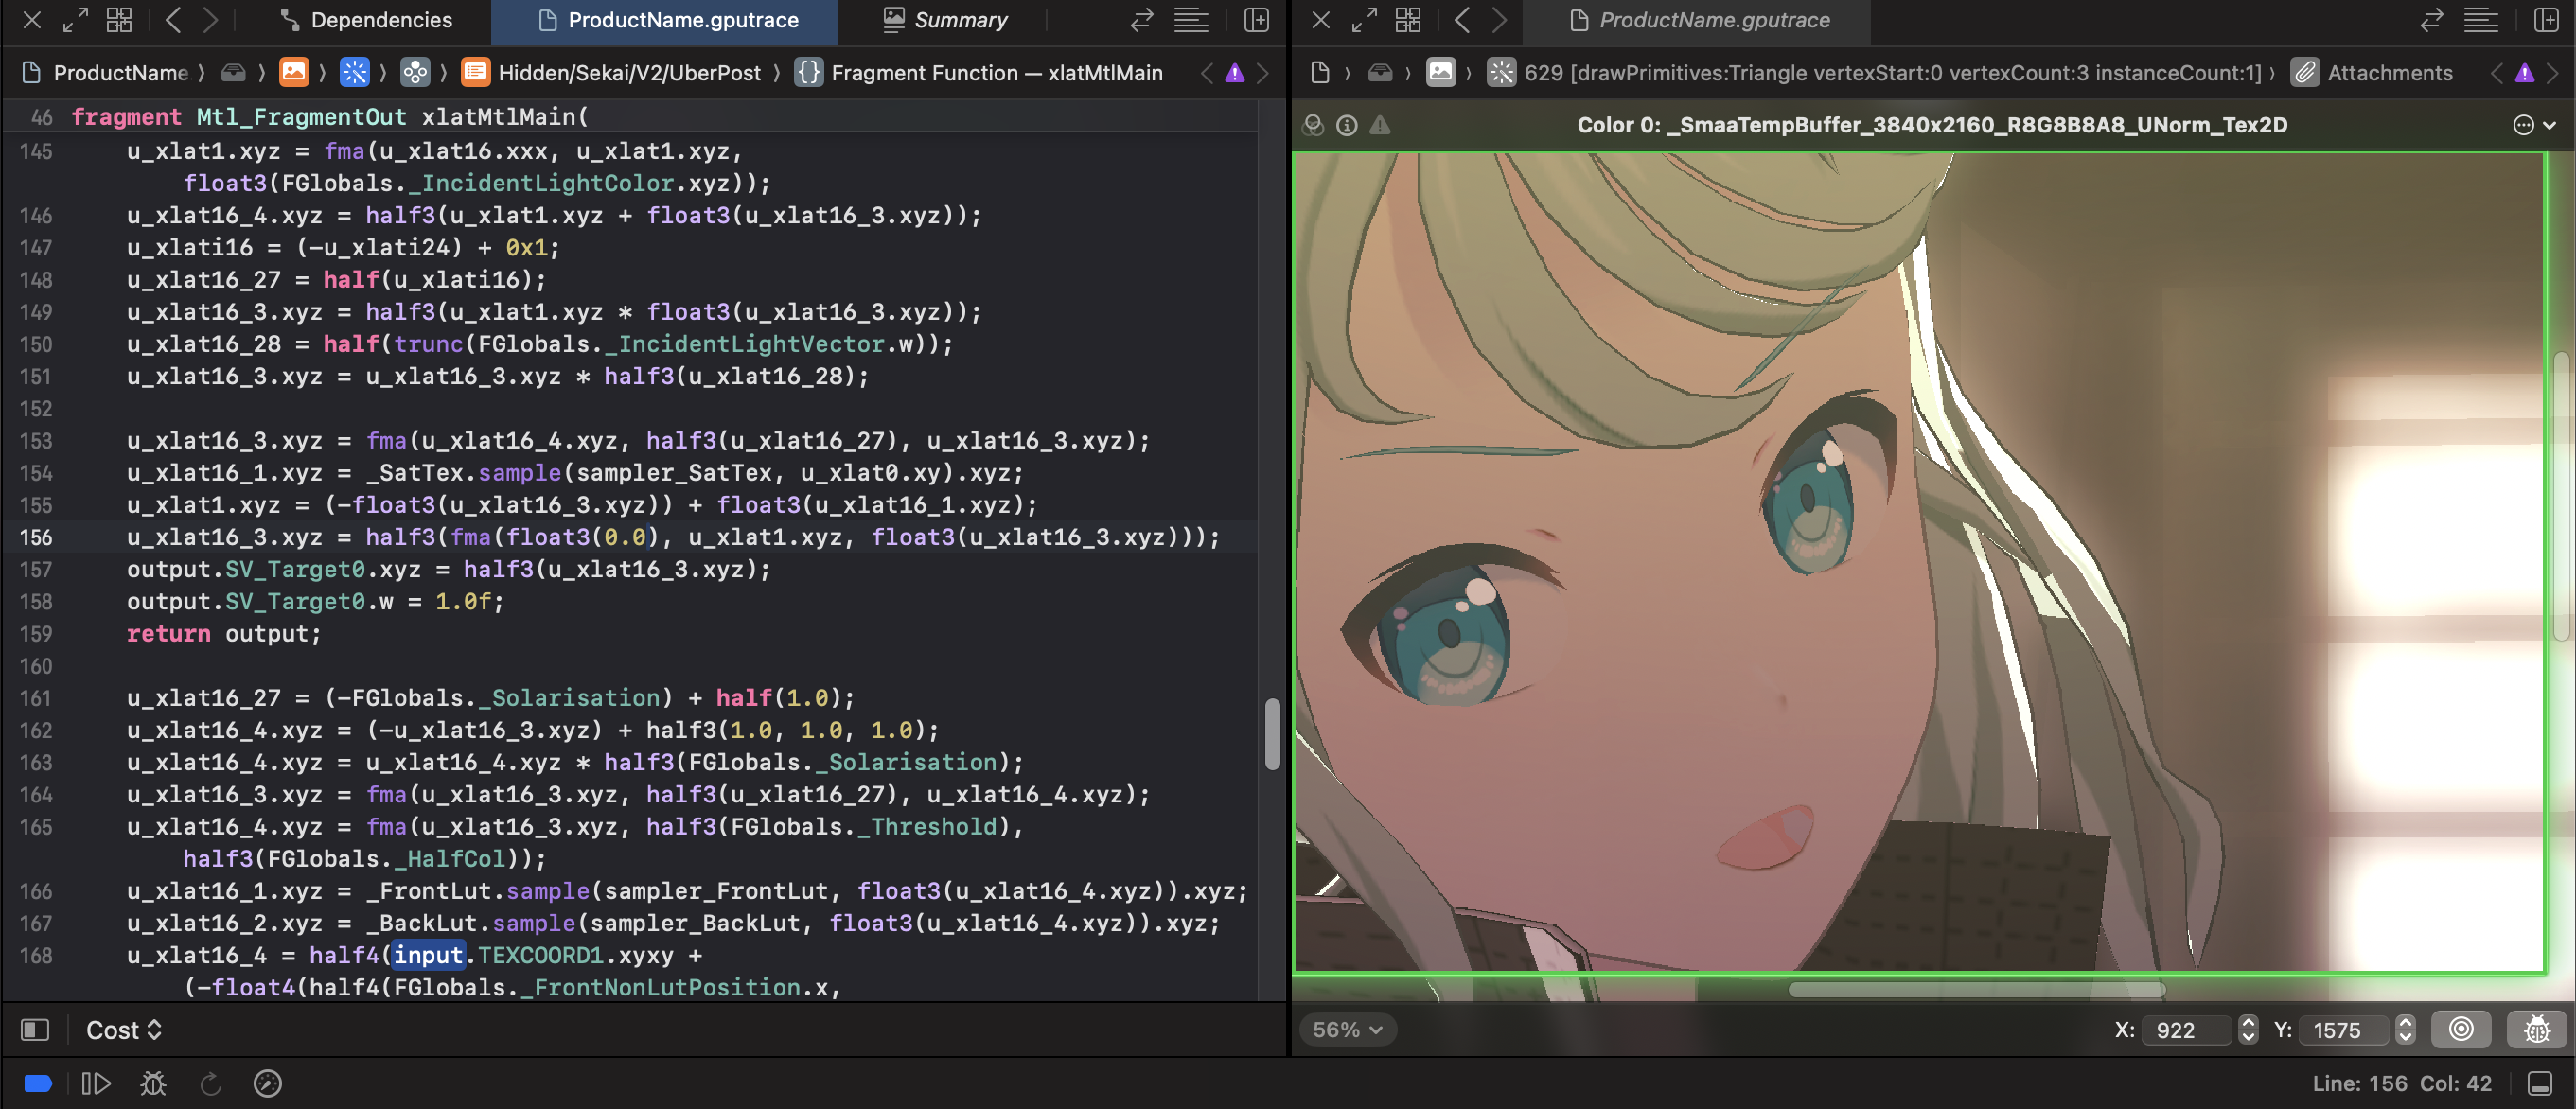 Dependencies
ProductName.gputrace
Summary
ProductName
Hidden/Sekai/V2/UberPost
{} Fragment Function — xlatMtlMain
46 fragment Mtl_FragmentOut xlatMtlMain(
145 u_xlat1.xyz = fma(u_xlat16.xxx, u_xlat1.xyz,
float3(FGlobals._IncidentLightColor.xyz));
146 u_xlat16_4.xyz = half3(u_xlat1.xyz + float3(u_xlat16_3.xyz));
147 u_xlati16 = (-u_xlati24) + 0x1;
148 u_xlat16_27 = half(u_xlati16);
149 u_xlat16_3.xyz = half3(u_xlat1.xyz * float3(u_xlat16_3.xyz));
150 u_xlat16_28 = half(trunc(FGlobals._IncidentLightVector.w));
151 u_xlat16_3.xyz = u_xlat16_3.xyz * half3(u_xlat16_28);
152
153 u_xlat16_3.xyz = fma(u_xlat16_4.xyz, half3(u_xlat16_27), u_xlat16_3.xyz);
154 u_xlat16_1.xyz = _SatTex.sample(sampler_SatTex, u_xlat0.xy).xyz;
155 u_xlat1.xyz = (-float3(u_xlat16_3.xyz)) + float3(u_xlat16_1.xyz);
156 u_xlat16_3.xyz = half3(fma(float3(0.0), u_xlat1.xyz, float3(u_xlat16_3.xyz)));
157 output.SV_Target0.xyz = half3(u_xlat16_3.xyz);
158 output.SV_Target0.w = 1.0f;
159 return output;
160
161 u_xlat16_27 = (-FGlobals._Solarisation) + half(1.0);
162 u_xlat16_4.xyz = (-u_xlat16_3.xyz) + half3(1.0, 1.0, 1.0);
163 u_xlat16_4.xyz = u_xlat16_4.xyz * half3(FGlobals._Solarisation);
164 u_xlat16_3.xyz = fma(u_xlat16_3.xyz, half3(u_xlat16_27), u_xlat16_4.xyz);
165 u_xlat16_4.xyz = fma(u_xlat16_3.xyz, half3(FGlobals._Threshold),
half3(FGlobals._HalfCol));
166 u_xlat16_1.xyz = _FrontLut.sample(sampler_FrontLut, float3(u_xlat16_4.xyz)).xyz;
167 u_xlat16_2.xyz = _BackLut.sample(sampler_BackLut, float3(u_xlat16_4.xyz)).xyz;
168 u_xlat16_4 = half4(input.TEXCOORD1.xyxy +
(-float4(half4(FGlobals._FrontNonLutPosition.x,
Cost
ProductName.gputrace
629 [drawPrimitives:Triangle vertexStart:0 vertexCount:3 instanceCount:1]
Attachments
Color 0: _SmaaTempBuffer_3840x2160_R8G8B8A8_UNorm_Tex2D
56%
X: 922 Y: 1575
Line: 156 Col: 42